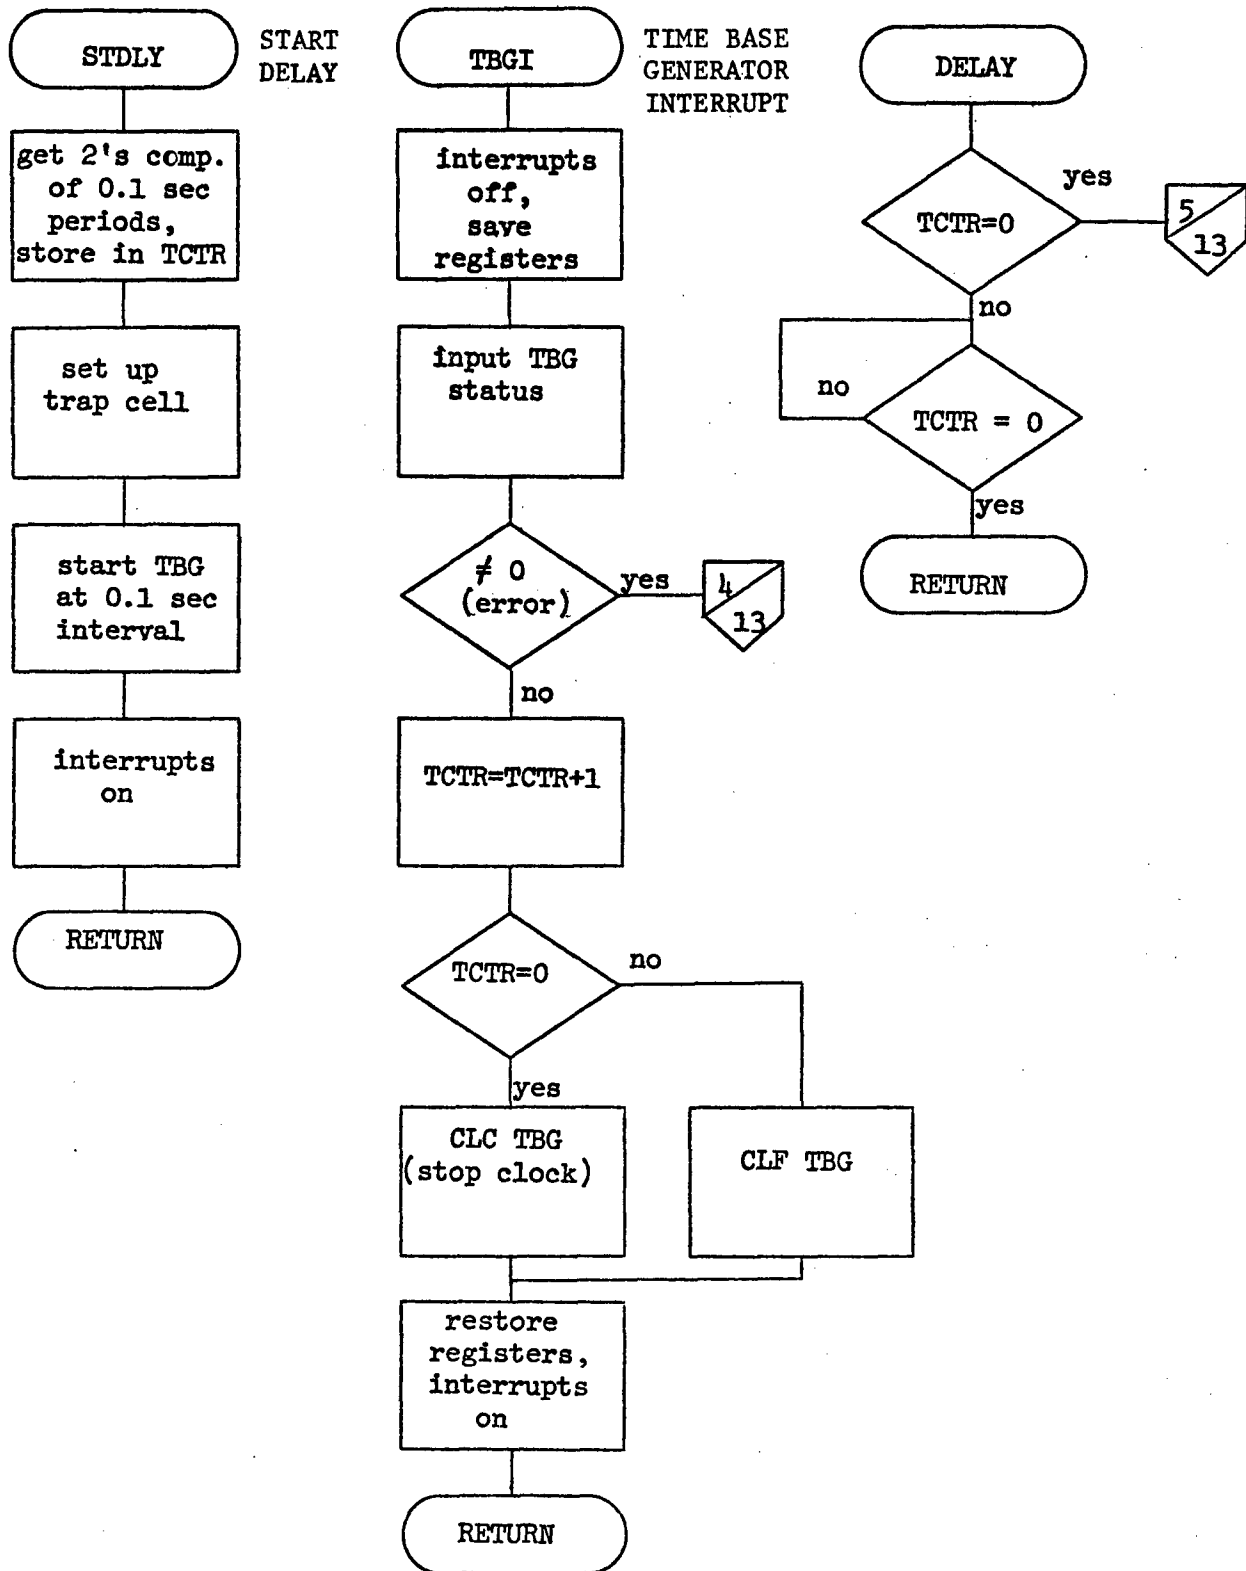 STDLY
START
DELAY
get 2's comp.
of 0.1 sec
periods,
store in TCTR
set up
trap cell
start TBG
at 0.1 sec
interval
interrupts
on
RETURN
TBGI
TIME BASE
GENERATOR
INTERRUPT
interrupts
off,
save
registers
input TBG
status
≠ 0
(error)
yes
4
13
no
TCTR=TCTR+1
TCTR=0
no
yes
CLC TBG
(stop clock)
CLF TBG
restore
registers,
interrupts
on
RETURN
DELAY
TCTR=0
yes
5
13
no
no
TCTR = 0
yes
RETURN